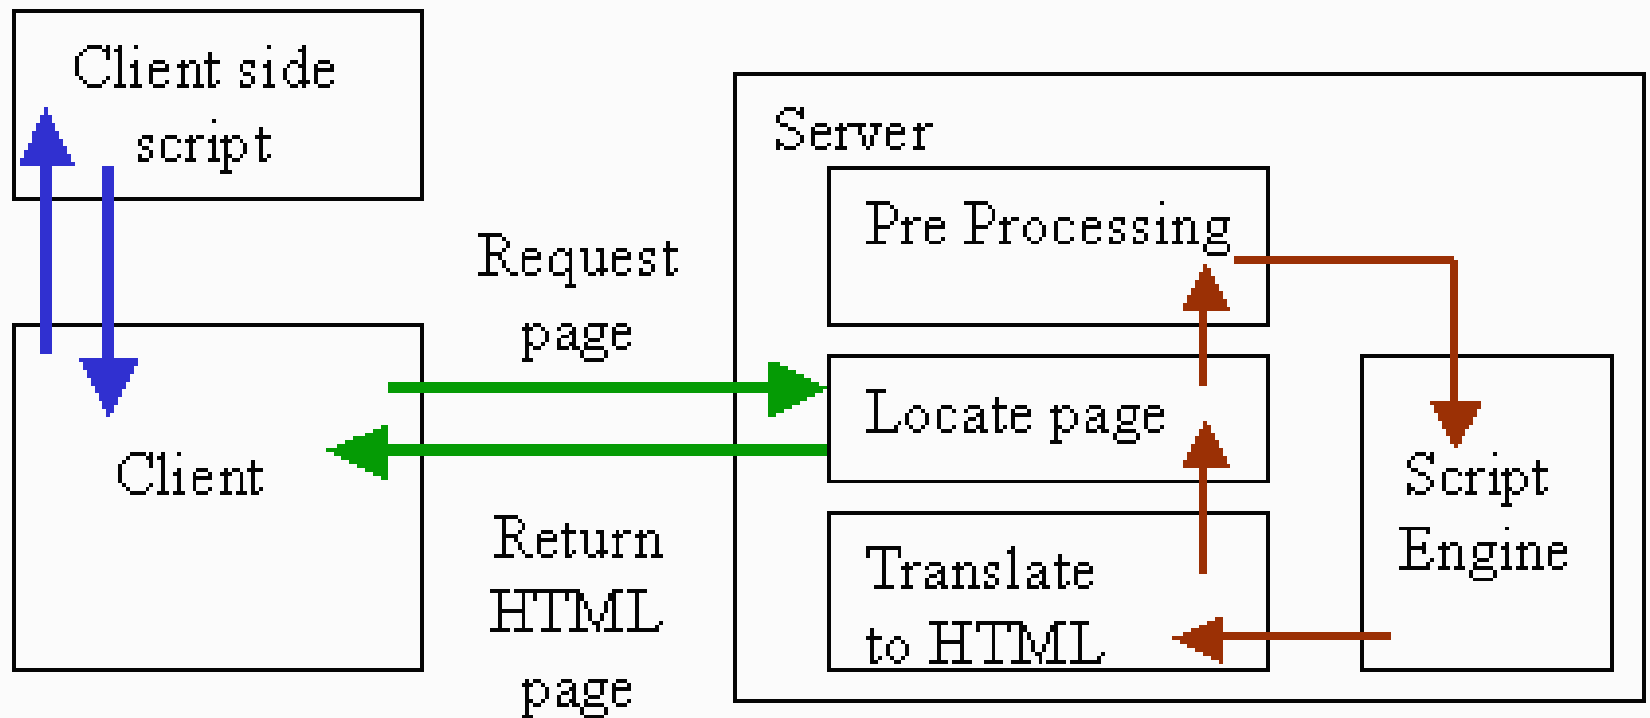 Client side
script
Server
Pre Processing
Request
page
Locate page
Client
Script
Engine
Return
HTML
page
Translate
to HTML